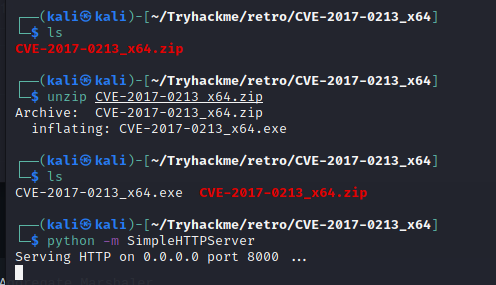 ┌──(kali㉿kali)-[~/Tryhackme/retro/CVE-2017-0213_x64]
└─$ ls
CVE-2017-0213_x64.zip
┌──(kali㉿kali)-[~/Tryhackme/retro/CVE-2017-0213_x64]
└─$ unzip CVE-2017-0213_x64.zip
Archive:  CVE-2017-0213_x64.zip
  inflating: CVE-2017-0213_x64.exe
┌──(kali㉿kali)-[~/Tryhackme/retro/CVE-2017-0213_x64]
└─$ ls
CVE-2017-0213_x64.exe  CVE-2017-0213_x64.zip
┌──(kali㉿kali)-[~/Tryhackme/retro/CVE-2017-0213_x64]
└─$ python -m SimpleHTTPServer
Serving HTTP on 0.0.0.0 port 8000 ...